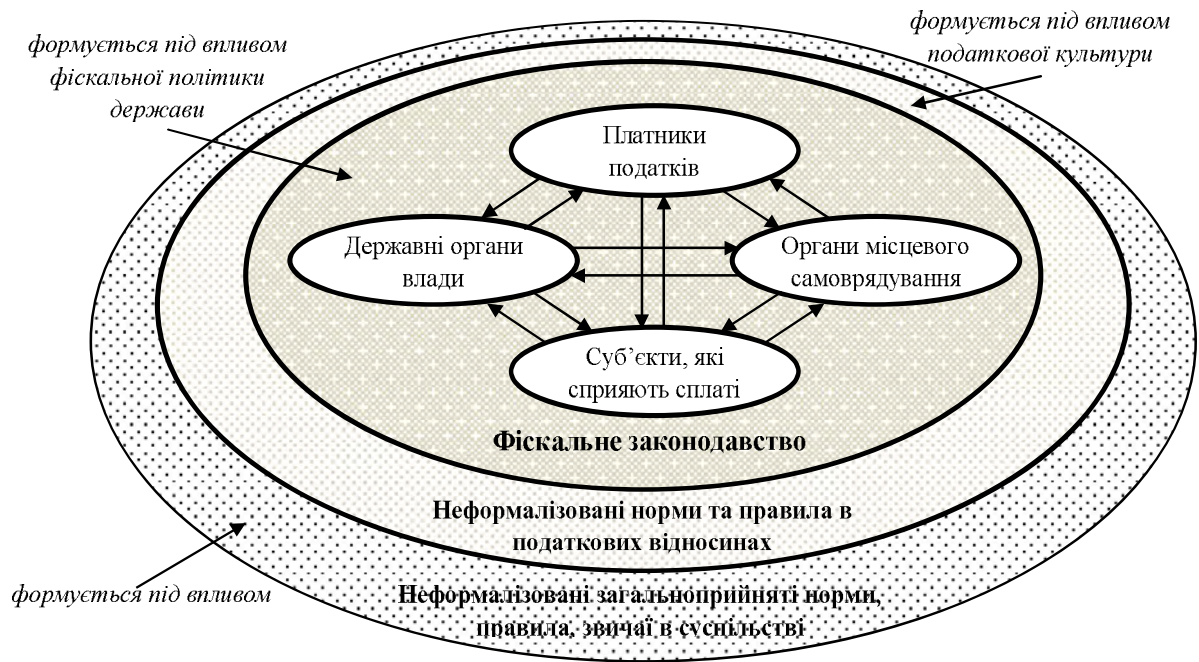 формується під впливом
фіскальної політики
держави
формується під впливом
податкової культури
Платники
податків
Державні органи
влади
Органи місцевого
самоврядування
Суб’єкти, які
сприяють сплаті
Фіскальне законодавство
Неформалізовані норми та правила в
податкових відносинах
формується під впливом
Неформалізовані загальноприйняті норми,
правила, звичаї в суспільстві